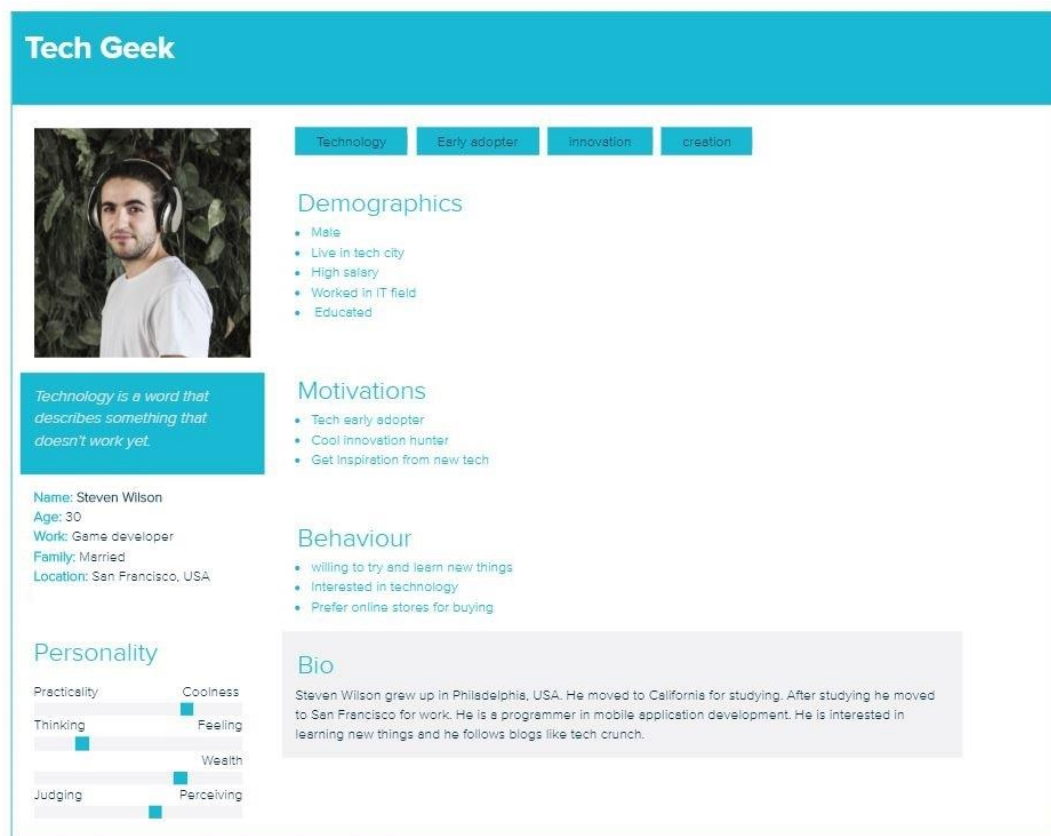 Tech Geek
Technology
Early adopter
innovation
creation
Demographics
• Male
• Live in tech city
• High salary
• Worked in IT field
• Educated
Motivations
• Tech early adopter
• Cool innovation hunter
• Get Inspiration from new tech
Behaviour
• willing to try and learn new things
• Interested in technology
• Prefer online stores for buying
Bio
Steven Wilson grew up in Philadelphia, USA. He moved to California for studying. After studying he moved
to San Francisco for work. He is a programmer in mobile application development. He is interested in
learning new things and he follows blogs like tech crunch.
Technology is a word that
describes something that
doesn't work yet.
Name: Steven Wilson
Age: 30
Work: Game developer
Family: Married
Location: San Francisco, USA
Personality
Practicality Coolness
Thinking Feeling
Wealth
Judging Perceiving